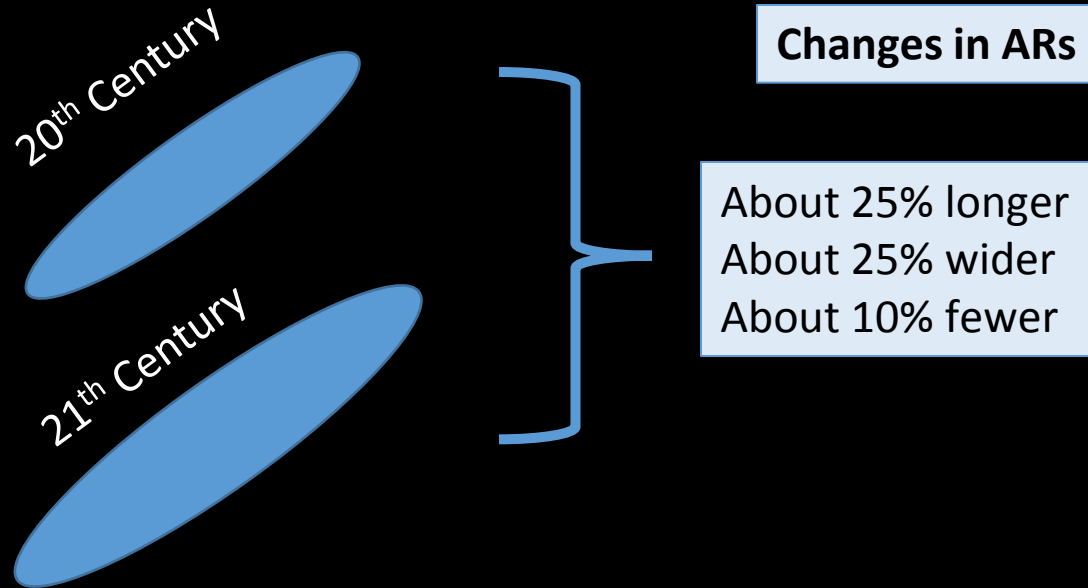 20th Century
Changes in ARs
About 25% longer
About 25% wider
About 10% fewer
21th Century